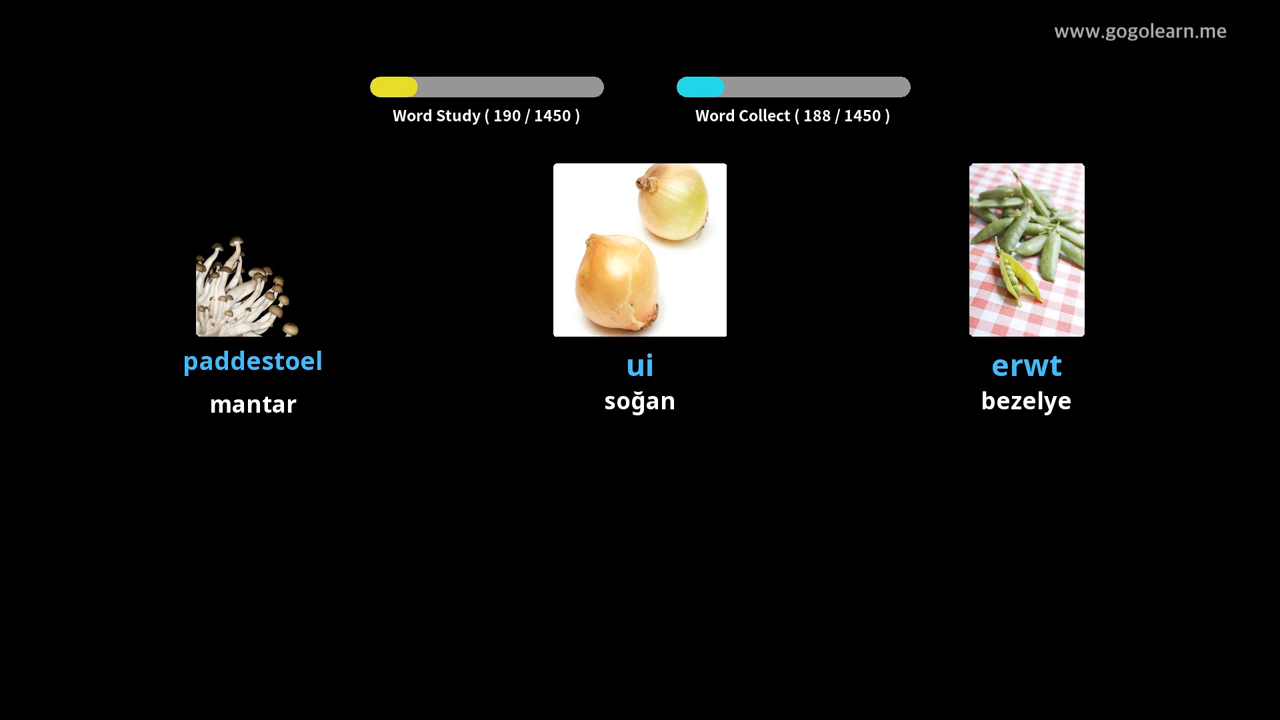 www.gogolearn.me
Word Study ( 190 / 1450 )
Word Collect ( 188 / 1450 )
paddestoel
mantar
ui
soğan
erwt
bezelye